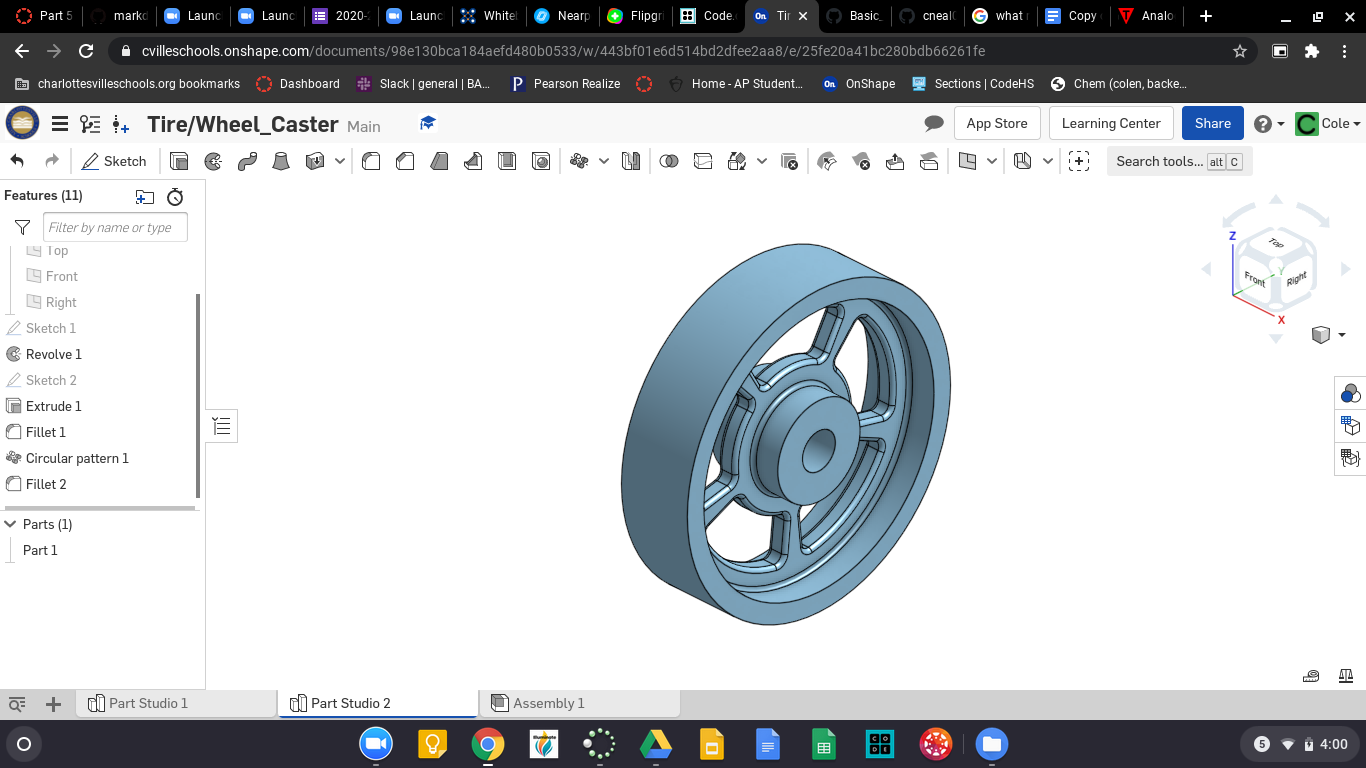 Part 5
markd
Launc
Launc
2020-
Launc
Whitel
Nearp
Flipgri
Code.
On
Tir
Basic_
cneal
what r
Copy
Analo
cvilleschools.onshape.com/documents/98e130bca184aefd480b0533/w/443bf01e6d514bd2dfee2aa8/e/25fe20a41bc280bdb66261fe
charlottesvilleschools.org bookmarks
Dashboard
Slack | general | BA...
P Pearson Realize
Home - AP Student...
On OnShape
Sections | CodeHS
Chem (colen, backe...
Tire/Wheel_Caster Main
App Store
Learning Center
Share
C Cole
Sketch
Search tools... alt C
Features (11)
Filter by name or type
Top
Front
Right
Sketch 1
Revolve 1
Sketch 2
Extrude 1
Fillet 1
Circular pattern 1
Fillet 2
Parts (1)
Part 1
Z
Top
Y
Front
Right
X
Part Studio 1
Part Studio 2
Assembly 1
5
4:00